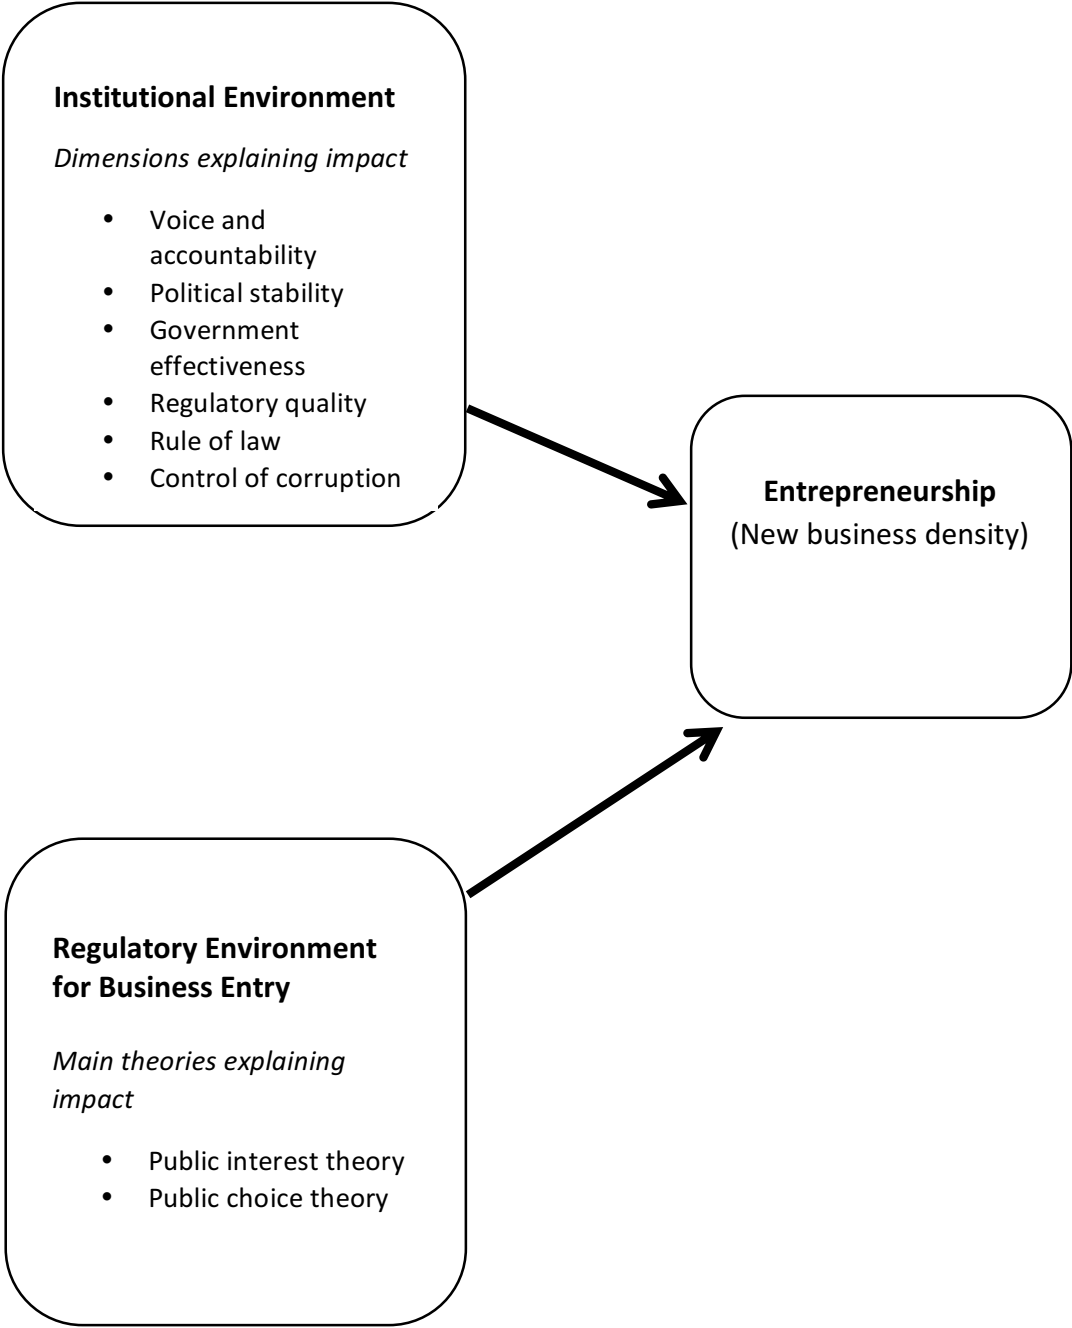 Institutional Environment
Dimensions explaining impact
• Voice and
accountability
• Political stability
• Government
effectiveness
• Regulatory quality
• Rule of law
• Control of corruption
Entrepreneurship
(New business density)
Regulatory Environment
for Business Entry
Main theories explaining
impact
• Public interest theory
• Public choice theory